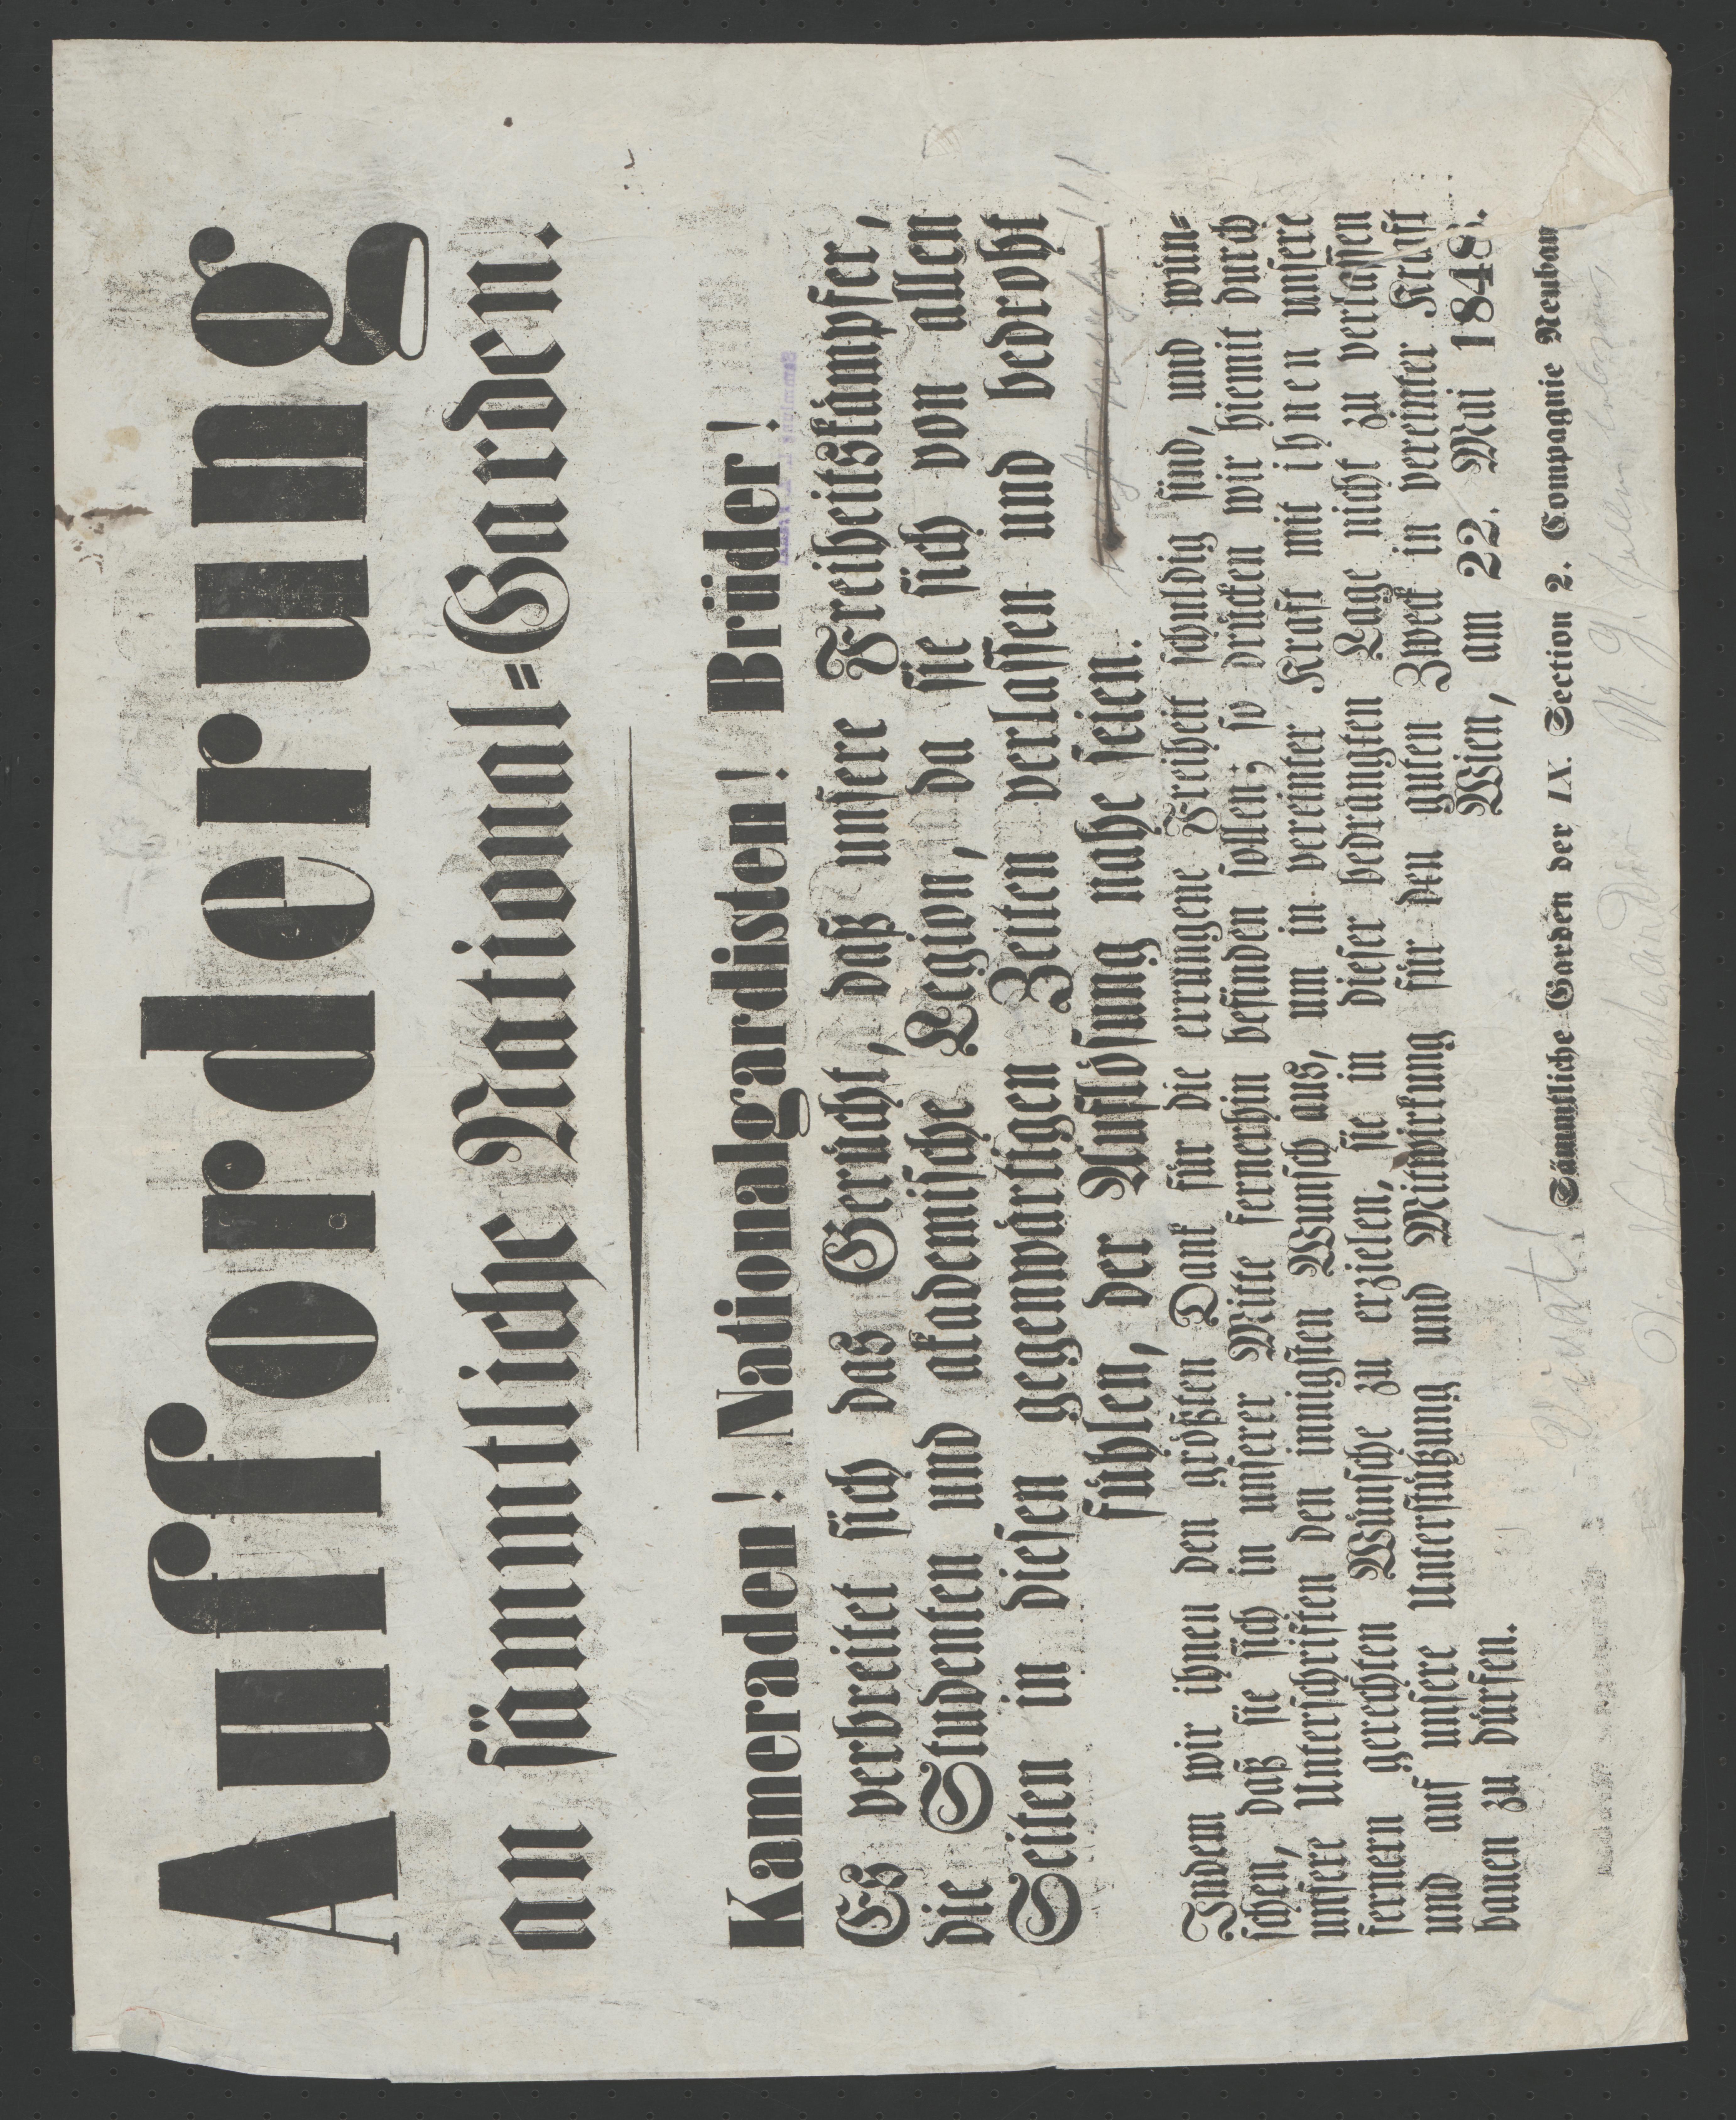 Aufforderung
an sämmtliche National=Garden.
Kameraden! Nationalgardisten! Brüder!
Es verbreitet sich das Gerücht, daß unsere Freiheitskämpfer,
die Studenten und akademische Legion, da sie sich von allen
Seiten in diesen gegenwärtigen Zeiten verlassen und bedroht
fühlen, der Auflösung nahe seien.
!!!
Indem wir ihnen den größten Dank für die errungene Freiheit schuldig sind, und wün=
schen, daß sie sich in unserer Mitte fernerhin befinden sollen; so drücken wir hiemit durch
unsere Unterschriften den innigsten Wunsch aus, um in vereinter Kraft mit ihnen unsere
fernern gerechten Wünsche zu erzielen, sie in dieser bedrängten Lage nicht zu verlassen
und auf unsere Unterstützung und Mitwirkung für den guten Zweck in vereinter Kraft
bauen zu dürfen.
Wien, am 22. Mai 1848.
Sämmtliche Garden der IX. Section 2. Compagnie Neubau
Vivat!